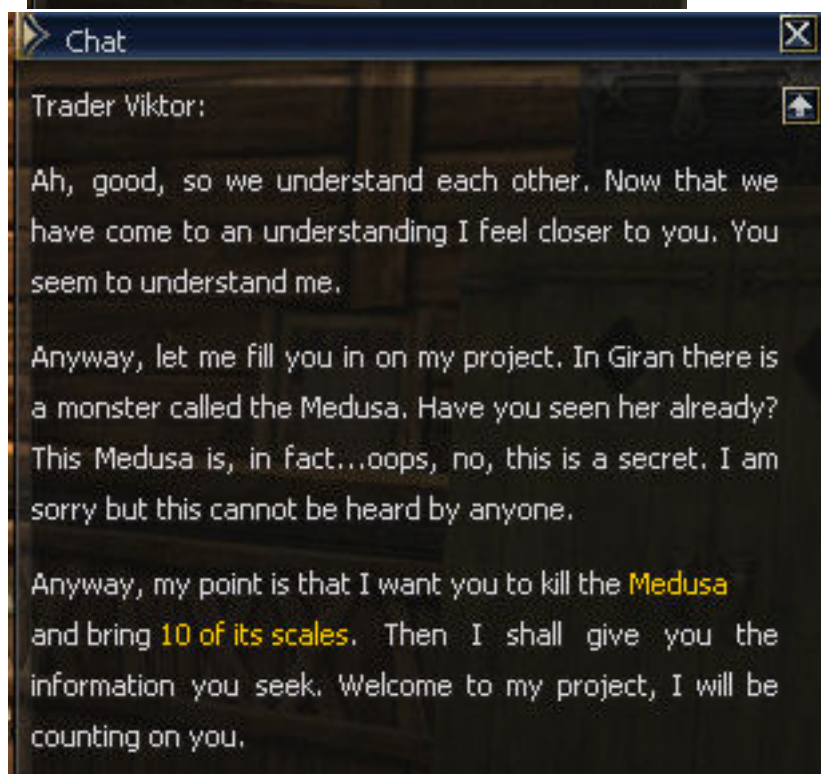 Chat
Trader Viktor:
Ah, good, so we understand each other. Now that we
have come to an understanding I feel closer to you. You
seem to understand me.
Anyway, let me fill you in on my project. In Giran there is
a monster called the Medusa. Have you seen her already?
This Medusa is, in fact...oops, no, this is a secret. I am
sorry but this cannot be heard by anyone.
Anyway, my point is that I want you to kill the Medusa
and bring 10 of its scales. Then I shall give you the
information you seek. Welcome to my project, I will be
counting on you.